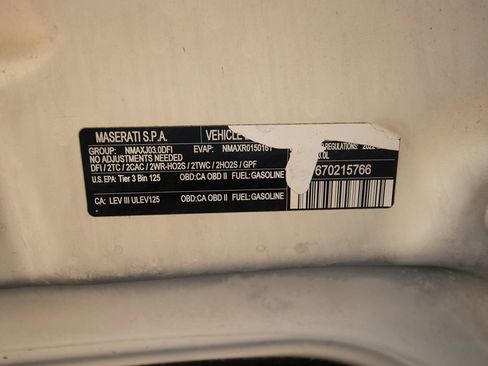 MASERATI S.P.A. VEHICLE
GROUP: NMAXJ03.0DFI EVAP: NMAXR0150161 REGULATIONS: 2022
NO ADJUSTMENTS NEEDED
DFI / 2TC / 2CAC / 2WR-HO2S / 2TWC / 2HO2S / GPF
U.S. EPA: Tier 3 Bin 125 OBD:CA OBD II FUEL:GASOLINE 670215766
CA: LEV III ULEV125 OBD:CA OBD II FUEL:GASOLINE